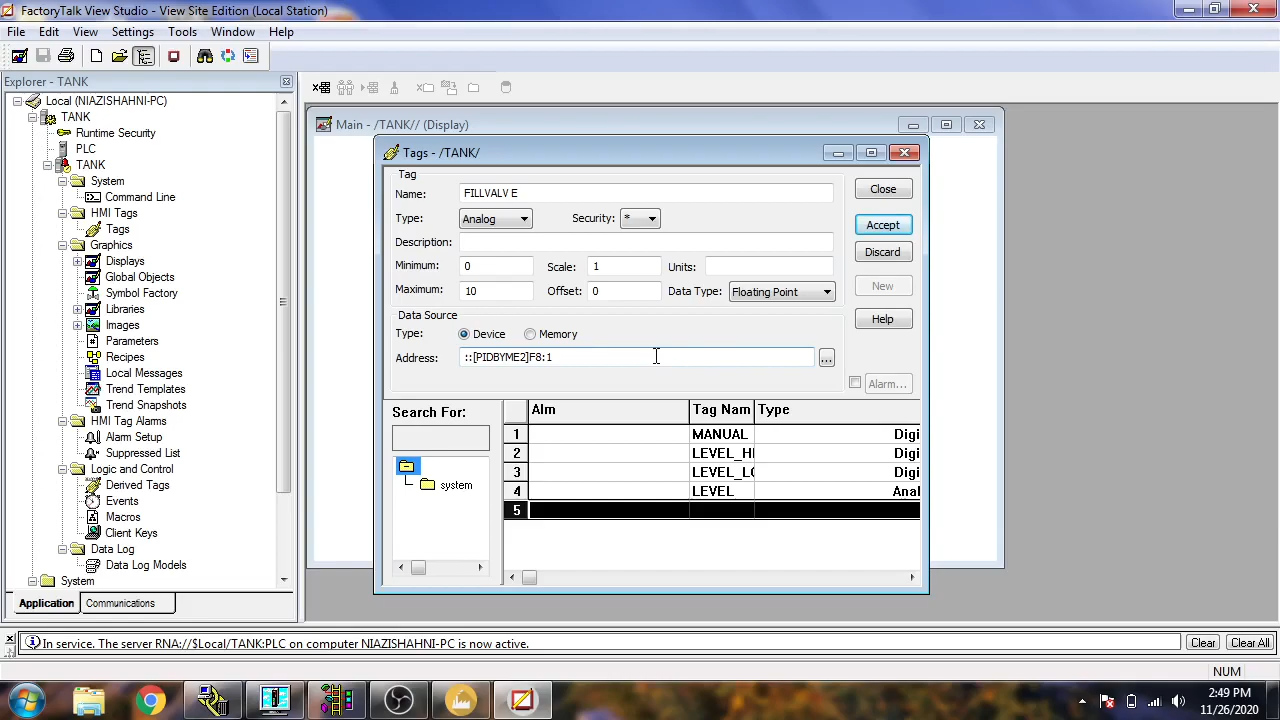 FactoryTalk View Studio - View Site Edition (Local Station)
File Edit View Settings Tools Window Help
Explorer - TANK
Local (NIAZISHAHNI-PC)
TANK
Runtime Security
PLC
TANK
System
Command Line
HMI Tags
Tags
Graphics
Displays
Global Objects
Symbol Factory
Libraries
Images
Parameters
Recipes
Local Messages
Trend Templates
Trend Snapshots
HMI Tag Alarms
Alarm Setup
Suppressed List
Logic and Control
Derived Tags
Events
Macros
Client Keys
Data Log
Data Log Models
System
Application Communications
Main - /TANK// (Display)
Tags - /TANK/
Tag
Name: FILLVALV E
Type: Analog Security: *
Description:
Minimum: 0 Scale: 1 Units:
Maximum: 10 Offset: 0 Data Type: Floating Point
Data Source
Type: Device Memory
Address: ::[PIDBYME2]F8:1 ...
Close
Accept
Discard
New
Help
Alarm...
Search For:
system
Alm Tag Nam Type
1 MANUAL Digi
2 LEVEL_HI Digi
3 LEVEL_LO Digi
4 LEVEL Anal
5
In service. The server RNA://$Local/TANK:PLC on computer NIAZISHAHNI-PC is now active. Clear Clear All
NUM
2:49 PM
11/26/2020